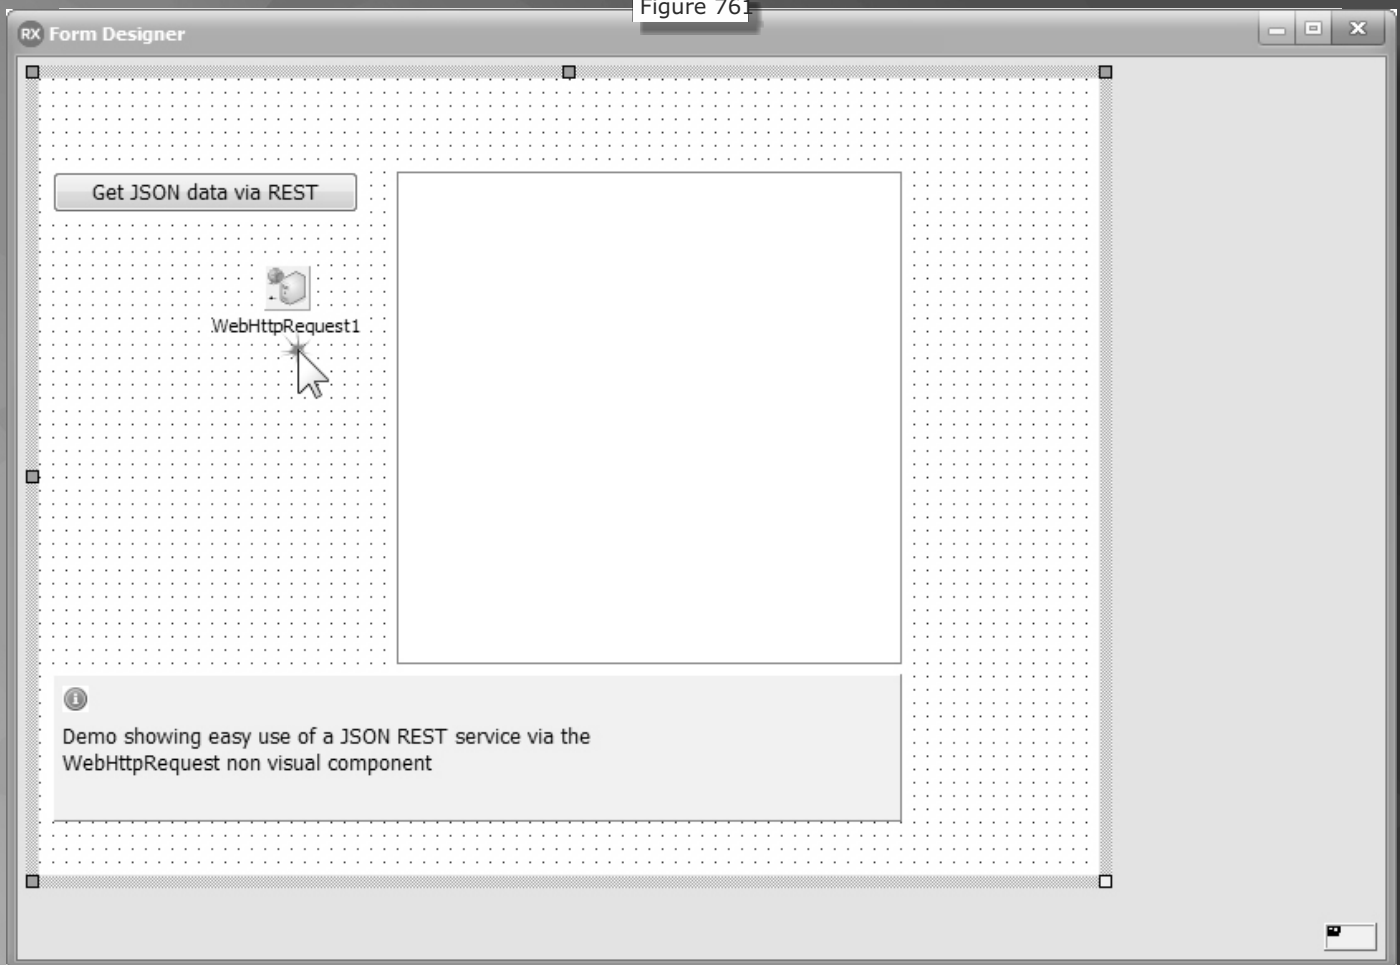 Figure 761
RX Form Designer
Get JSON data via REST
WebHttpRequest1
Demo showing easy use of a JSON REST service via the
WebHttpRequest non visual component